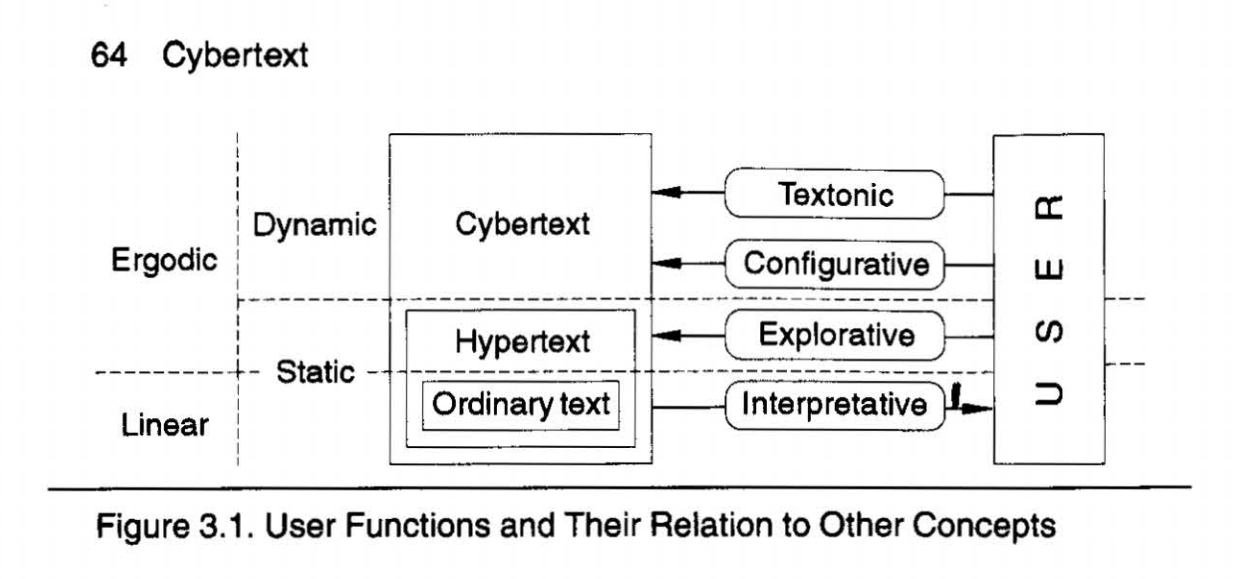 64 Cybertext
Textonic
Dynamic
Cybertext
Ergodic
Configurative
Hypertext
Explorative
Static
Ordinary text
Interpretative
Linear
USER
Figure 3.1. User Functions and Their Relation to Other Concepts